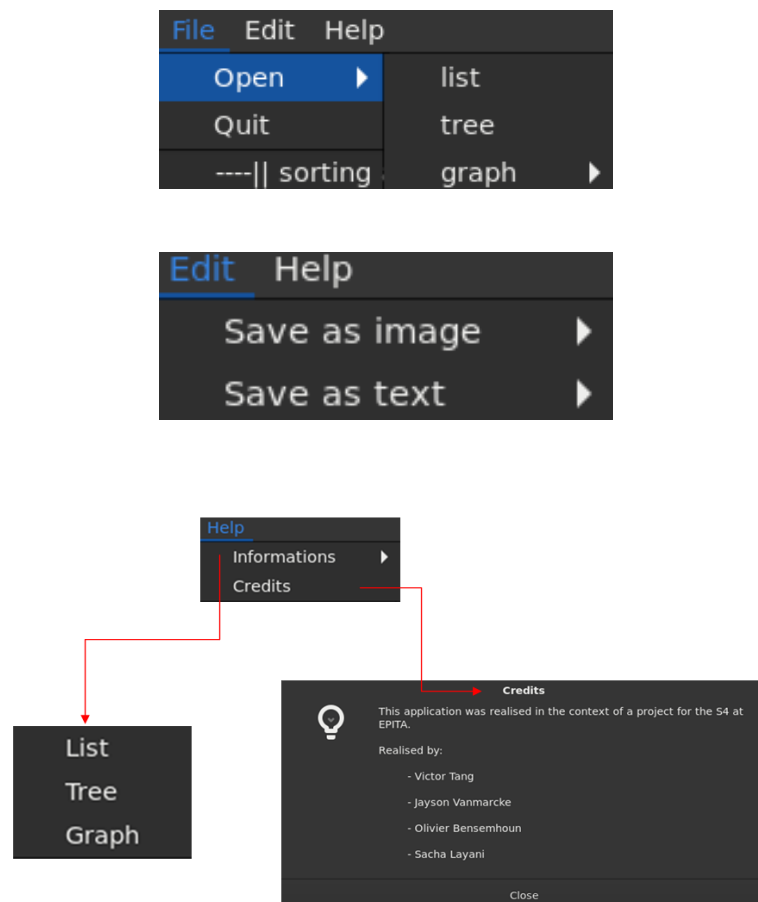 File Edit Help
Open list
Quit tree
----|| sorting graph
Edit Help
Save as image
Save as text
Help
Informations
Credits
List
Tree
Graph
Credits
This application was realised in the context of a project for the S4 at
EPITA.
Realised by:
- Victor Tang
- Jayson Vanmarcke
- Olivier Bensemhoun
- Sacha Layani
Close